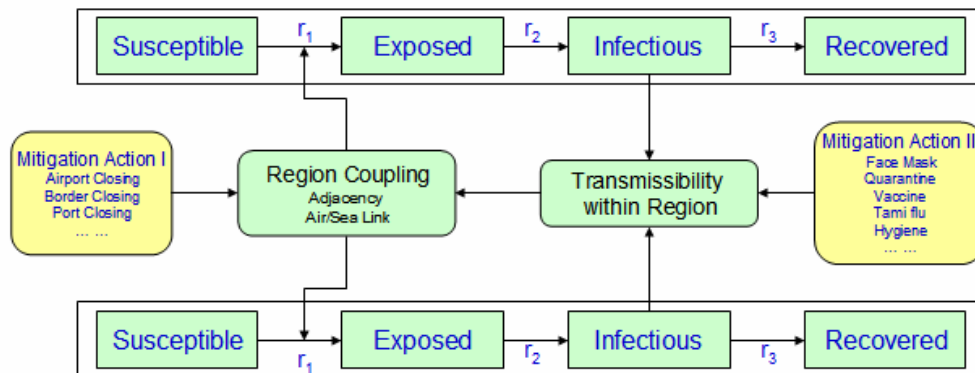 Susceptible r1 Exposed r2 Infectious r3 Recovered
Mitigation Action I
Airport Closing
Border Closing
Port Closing
... ...
Region Coupling
Adjacency
Air/Sea Link
Transmissibility
within Region
Mitigation Action II
Face Mask
Quarantine
Vaccine
Tami flu
Hygiene
... ...
Susceptible r1 Exposed r2 Infectious r3 Recovered